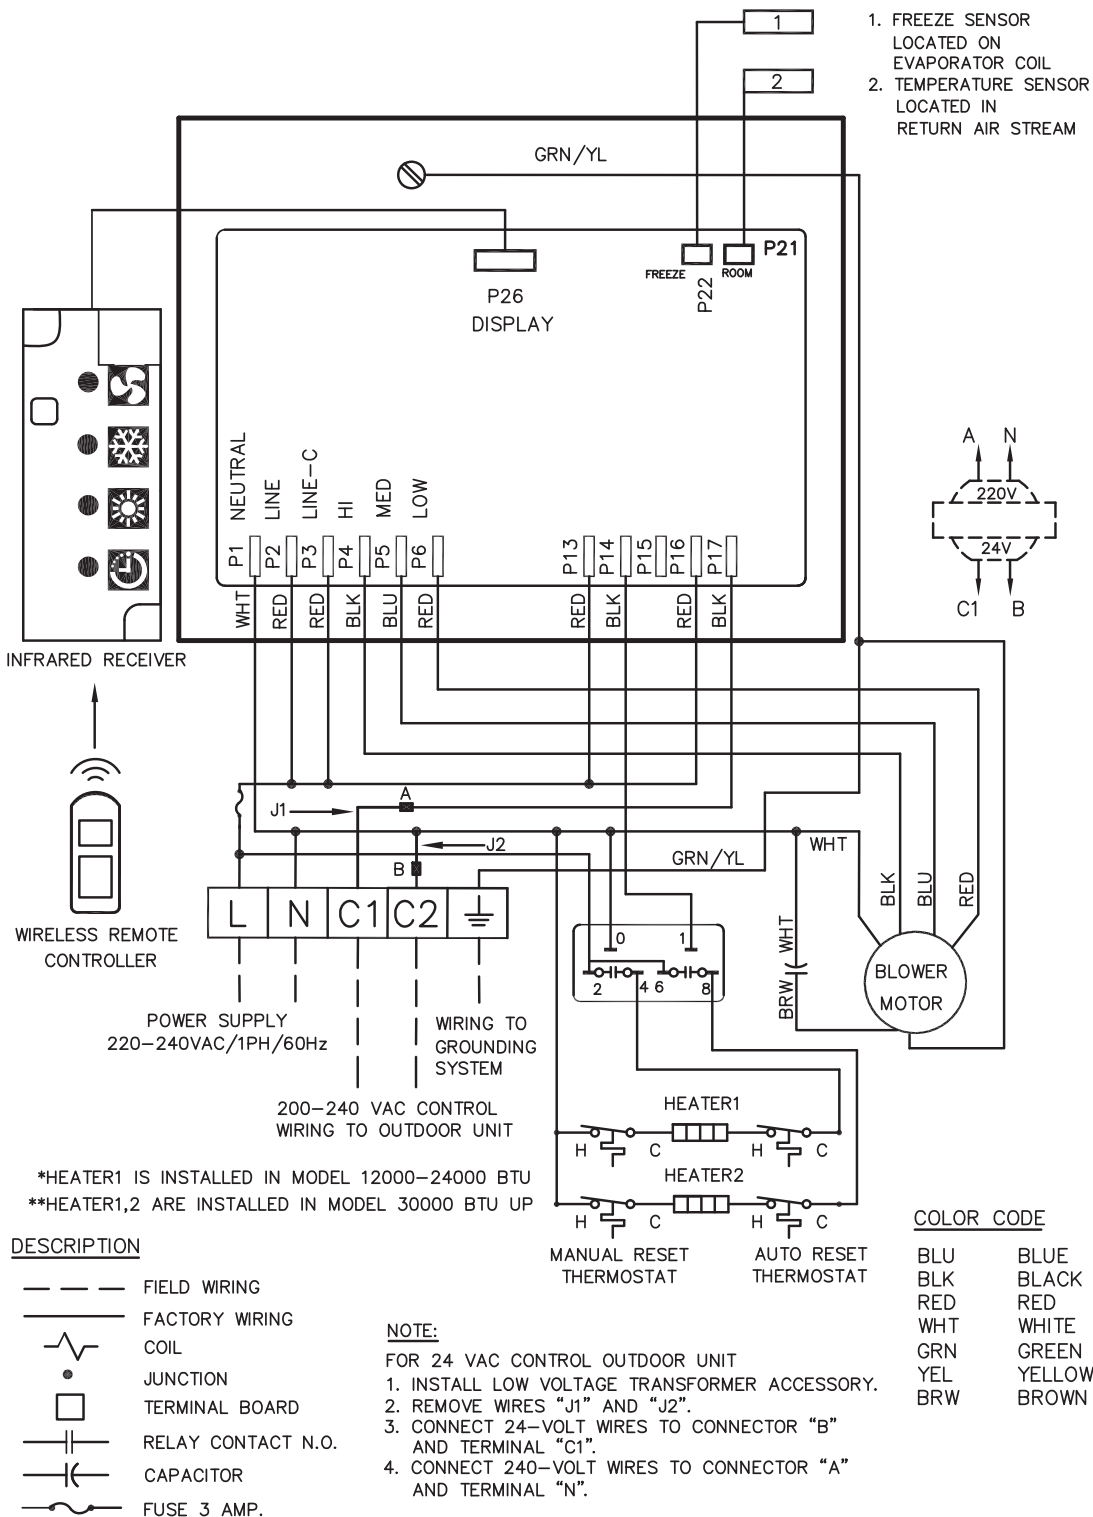 1
2
1. FREEZE SENSOR
LOCATED ON
EVAPORATOR COIL
2. TEMPERATURE SENSOR
LOCATED IN
RETURN AIR STREAM
GRN/YL
P26
DISPLAY
FREEZE
P22
ROOM
P21
NEUTRAL
LINE
LINE-C
HI
MED
LOW
P1
P2
P3
P4
P5
P6
P13
P14
P15
P16
P17
WHT
RED
RED
BLK
BLU
RED
RED
BLK
RED
BLK
A N
220V
24V
C1 B
INFRARED RECEIVER
WIRELESS REMOTE
CONTROLLER
J1
A
J2
B
GRN/YL
WHT
BLK
BLU
RED
L N C1 C2
0 1
2 4 6 8
WHT
BRW
BLOWER
MOTOR
POWER SUPPLY
220-240VAC/1PH/60Hz
WIRING TO
GROUNDING
SYSTEM
200-240 VAC CONTROL
WIRING TO OUTDOOR UNIT
HEATER1
H C H C
HEATER2
H C H C
MANUAL RESET
THERMOSTAT
AUTO RESET
THERMOSTAT
*HEATER1 IS INSTALLED IN MODEL 12000-24000 BTU
**HEATER1,2 ARE INSTALLED IN MODEL 30000 BTU UP
DESCRIPTION
FIELD WIRING
FACTORY WIRING
COIL
JUNCTION
TERMINAL BOARD
RELAY CONTACT N.O.
CAPACITOR
FUSE 3 AMP.
NOTE:
FOR 24 VAC CONTROL OUTDOOR UNIT
1. INSTALL LOW VOLTAGE TRANSFORMER ACCESSORY.
2. REMOVE WIRES "J1" AND "J2".
3. CONNECT 24-VOLT WIRES TO CONNECTOR "B"
AND TERMINAL "C1".
4. CONNECT 240-VOLT WIRES TO CONNECTOR "A"
AND TERMINAL "N".
COLOR CODE
BLU BLUE
BLK BLACK
RED RED
WHT WHITE
GRN GREEN
YEL YELLOW
BRW BROWN